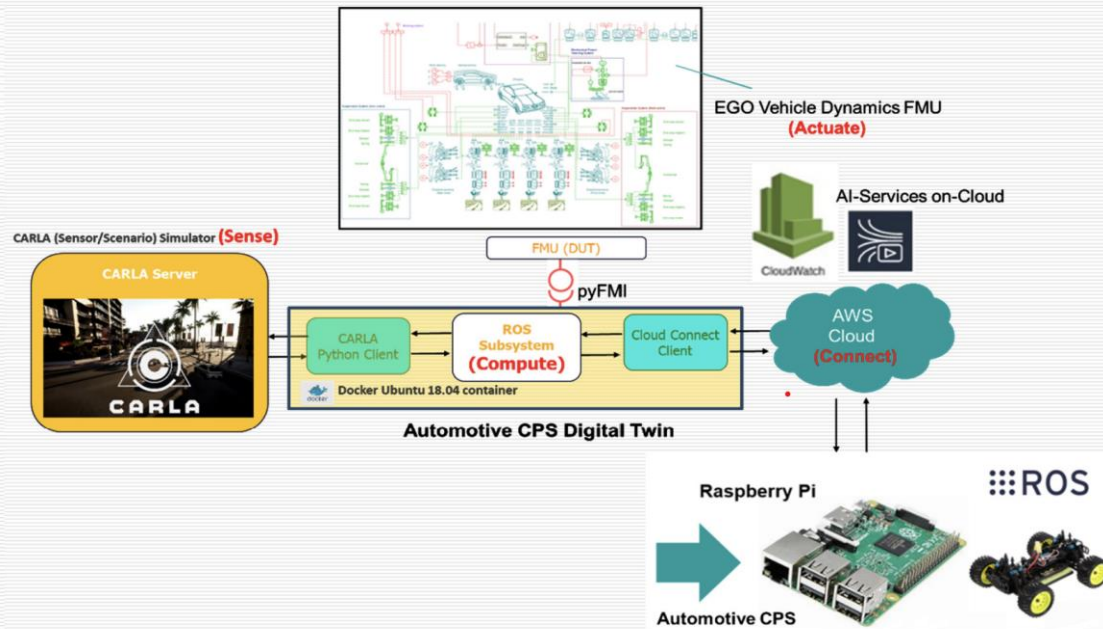 EGO Vehicle Dynamics FMU
(Actuate)
AI-Services on-Cloud
CloudWatch
CARLA (Sensor/Scenario) Simulator (Sense)
CARLA Server
CARLA
FMU (DUT)
pyFMI
CARLA
Python Client
ROS
Subsystem
(Compute)
Cloud Connect
Client
AWS
Cloud
(Connect)
docker
Docker Ubuntu 18.04 container
Automotive CPS Digital Twin
Raspberry Pi
ROS
Automotive CPS